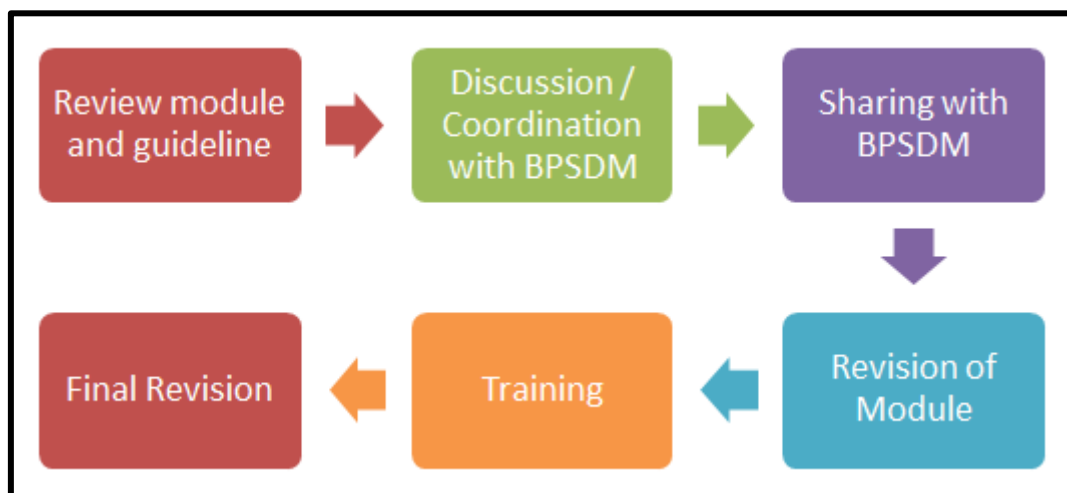 Review module
and guideline
Discussion /
Coordination
with BPSDM
Sharing with
BPSDM
Revision of
Module
Training
Final Revision